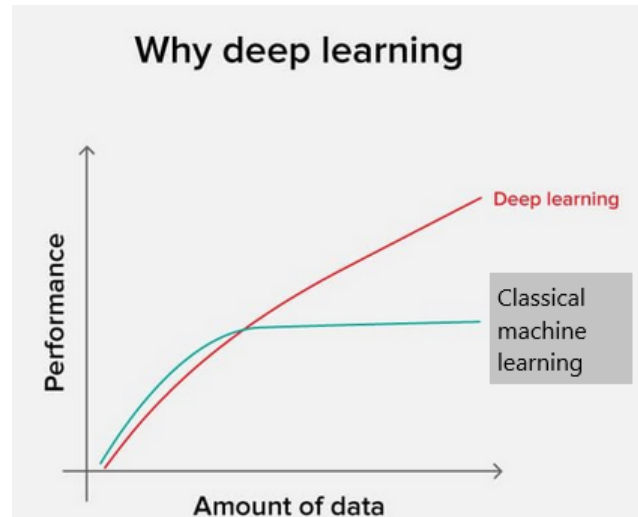 Why deep learning
Performance
Deep learning
Classical
machine
learning
Amount of data